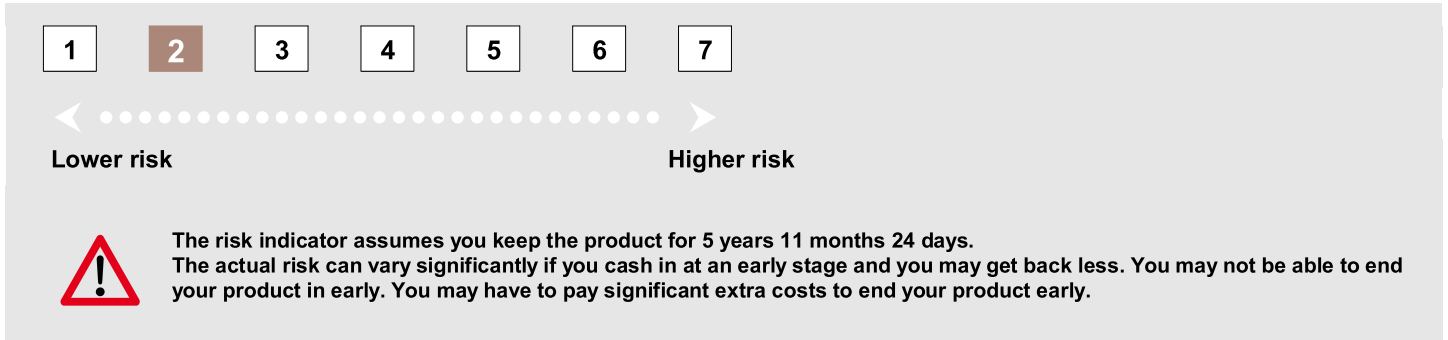 1 2 3 4 5 6 7
Lower risk Higher risk
The risk indicator assumes you keep the product for 5 years 11 months 24 days.
The actual risk can vary significantly if you cash in at an early stage and you may get back less. You may not be able to end
your product in early. You may have to pay significant extra costs to end your product early.